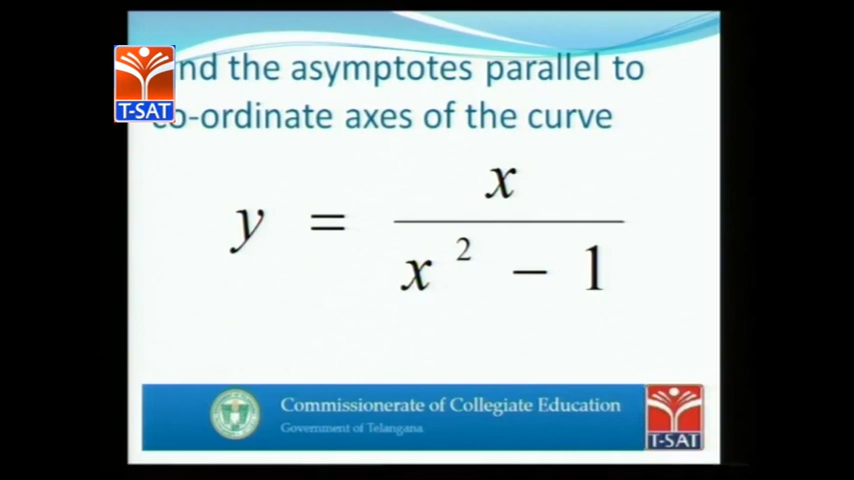 T-SAT
nd the asymptotes parallel to
co-ordinate axes of the curve
y = x / (x² − 1)
Commissionerate of Collegiate Education
Government of Telangana
T-SAT